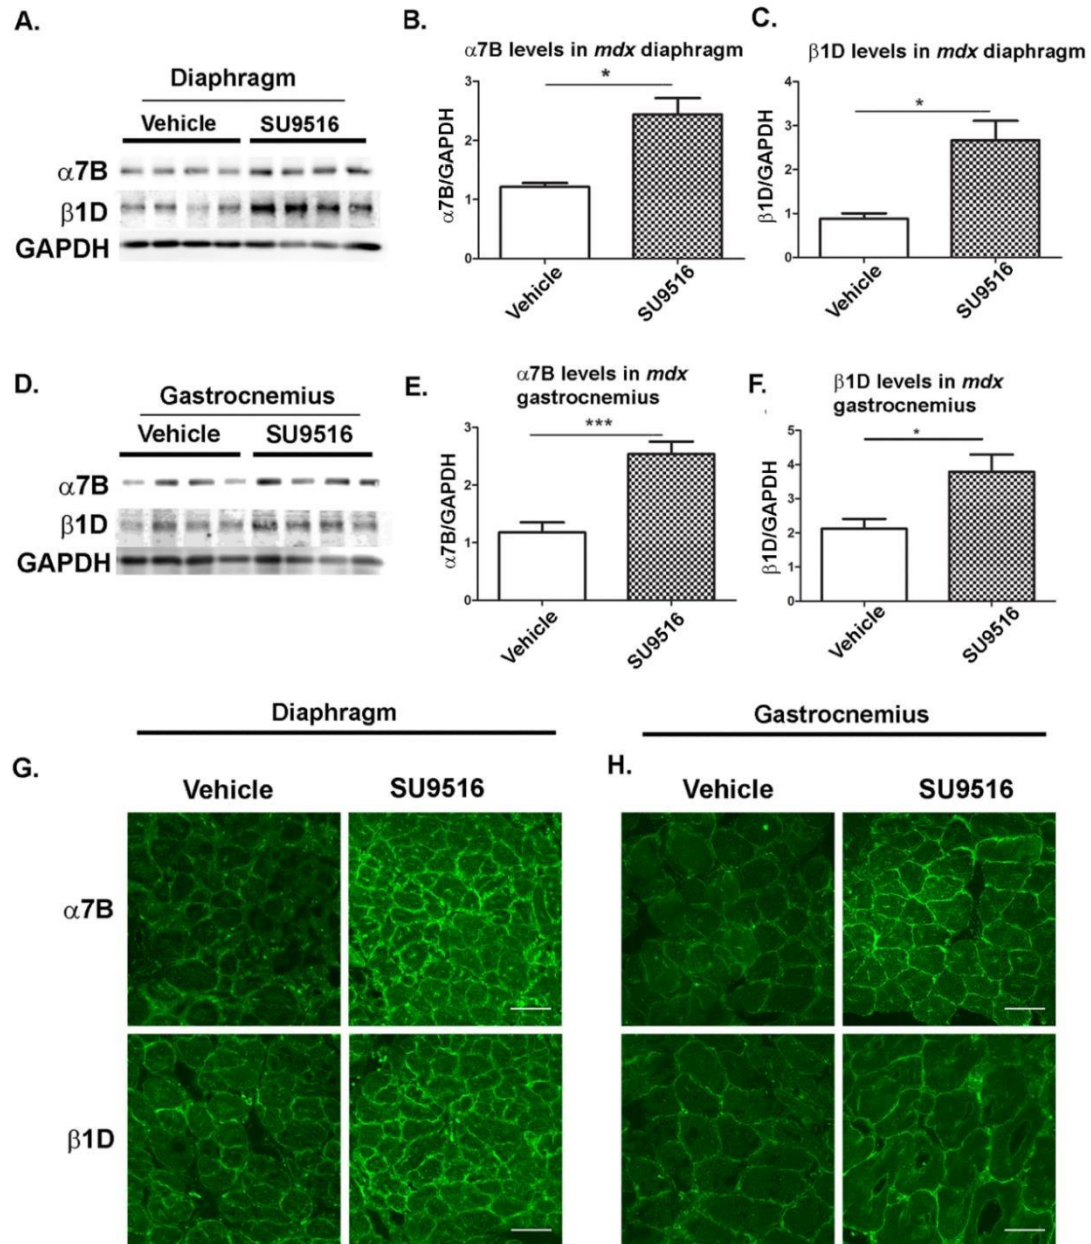 A.
Diaphragm
Vehicle SU9516
α7B
β1D
GAPDH
B.
α7B levels in mdx diaphragm
*
α7B/GAPDH
3
2
1
0
Vehicle
SU9516
C.
β1D levels in mdx diaphragm
*
β1D/GAPDH
4
3
2
1
0
Vehicle
SU9516
D.
Gastrocnemius
Vehicle SU9516
α7B
β1D
GAPDH
E.
α7B levels in mdx
gastrocnemius
***
α7B/GAPDH
3
2
1
0
Vehicle
SU9516
F.
β1D levels in mdx
gastrocnemius
*
β1D/GAPDH
5
4
3
2
1
0
Vehicle
SU9516
Diaphragm
G.
Vehicle SU9516
α7B
β1D
Gastrocnemius
H.
Vehicle SU9516